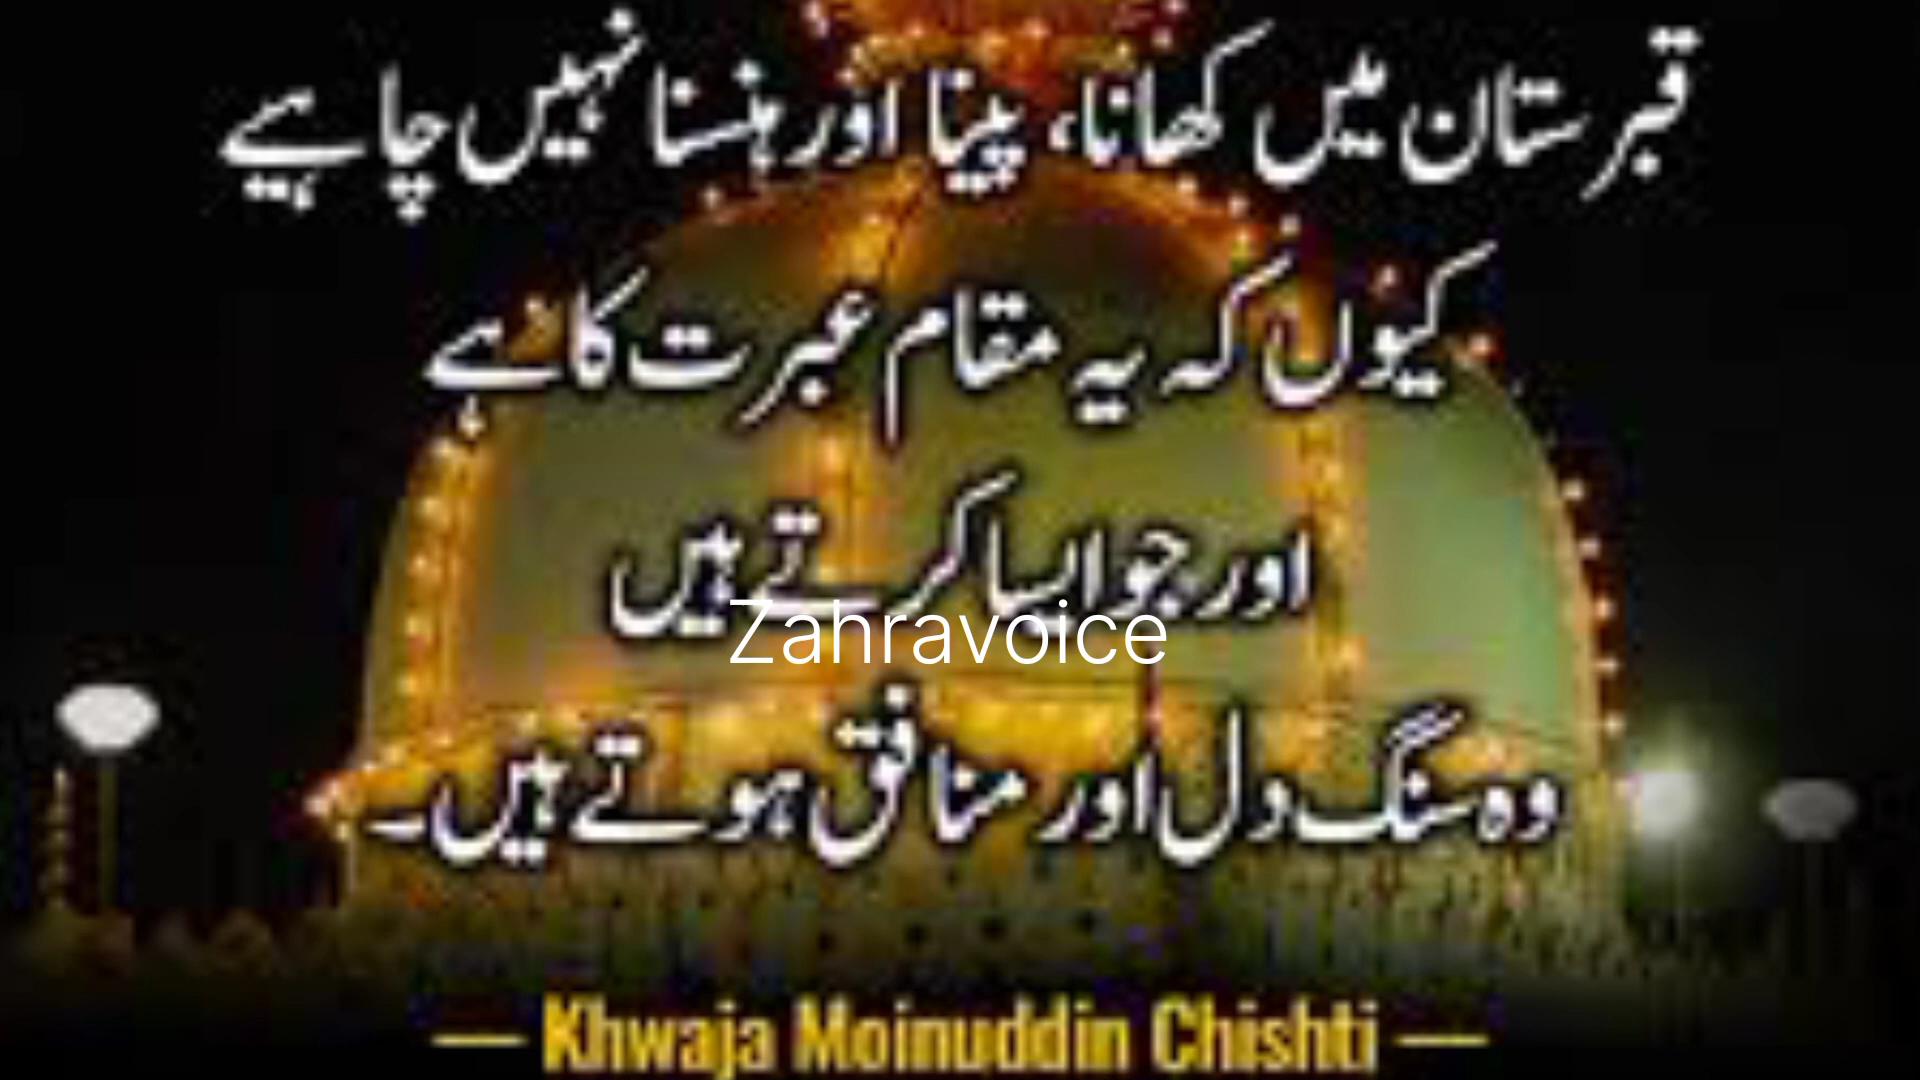 قبرستان میں کھانا، پینا اور ہنسنا نہیں چاہیے
کیوں کہ یہ مقام عبرت کا ہے
اور جو ایسا کرتے ہیں
Zahravoice
وہ سنگ دل اور منافق ہوتے ہیں۔
— Khwaja Moinuddin Chishti —